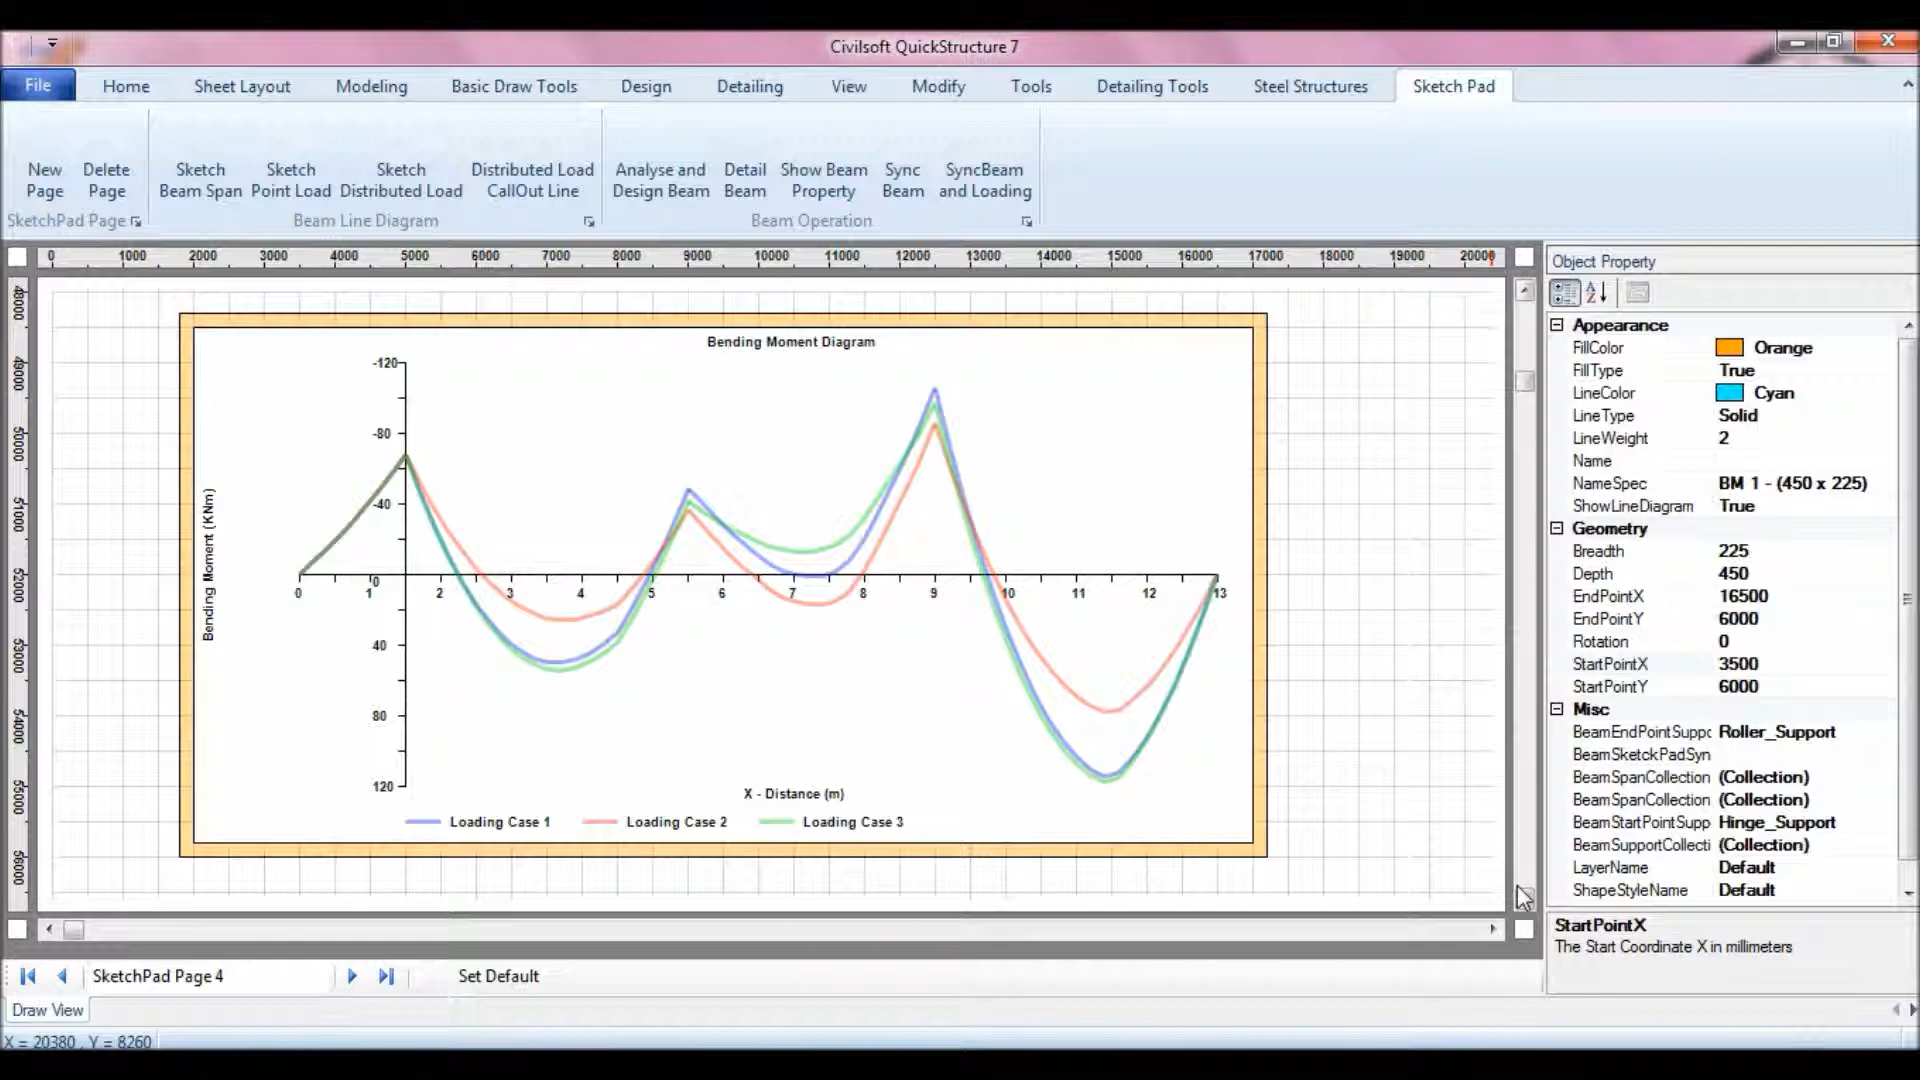 Civilsoft QuickStructure 7
File Home Sheet Layout Modeling Basic Draw Tools Design Detailing View Modify Tools Detailing Tools Steel Structures Sketch Pad
New Page Delete Page Sketch Beam Span Sketch Point Load Sketch Distributed Load Distributed Load CallOut Line Analyse and Design Beam Detail Beam Show Beam Property Sync Beam SyncBeam and Loading
SketchPad Page Beam Line Diagram Beam Operation
0 1000 2000 3000 4000 5000 6000 7000 8000 9000 10000 11000 12000 13000 14000 15000 16000 17000 18000 19000 20000
48000
49000
50000
51000
52000
53000
54000
55000
56000
Bending Moment Diagram
Bending Moment (KNm)
-120
-80
-40
0
40
80
120
0 1 2 3 4 5 6 7 8 9 10 11 12 13
X - Distance (m)
Loading Case 1 Loading Case 2 Loading Case 3
Object Property
Appearance
FillColor Orange
FillType True
LineColor Cyan
LineType Solid
LineWeight 2
Name
NameSpec BM 1 - (450 x 225)
ShowLineDiagram True
Geometry
Breadth 225
Depth 450
EndPointX 16500
EndPointY 6000
Rotation 0
StartPointX 3500
StartPointY 6000
Misc
BeamEndPointSuppc Roller_Support
BeamSketckPadSyn
BeamSpanCollection (Collection)
BeamSpanCollection (Collection)
BeamStartPointSupp Hinge_Support
BeamSupportCollecti (Collection)
LayerName Default
ShapeStyleName Default
StartPointX
The Start Coordinate X in millimeters
SketchPad Page 4 Set Default
Draw View
X = 20380 , Y = 8260